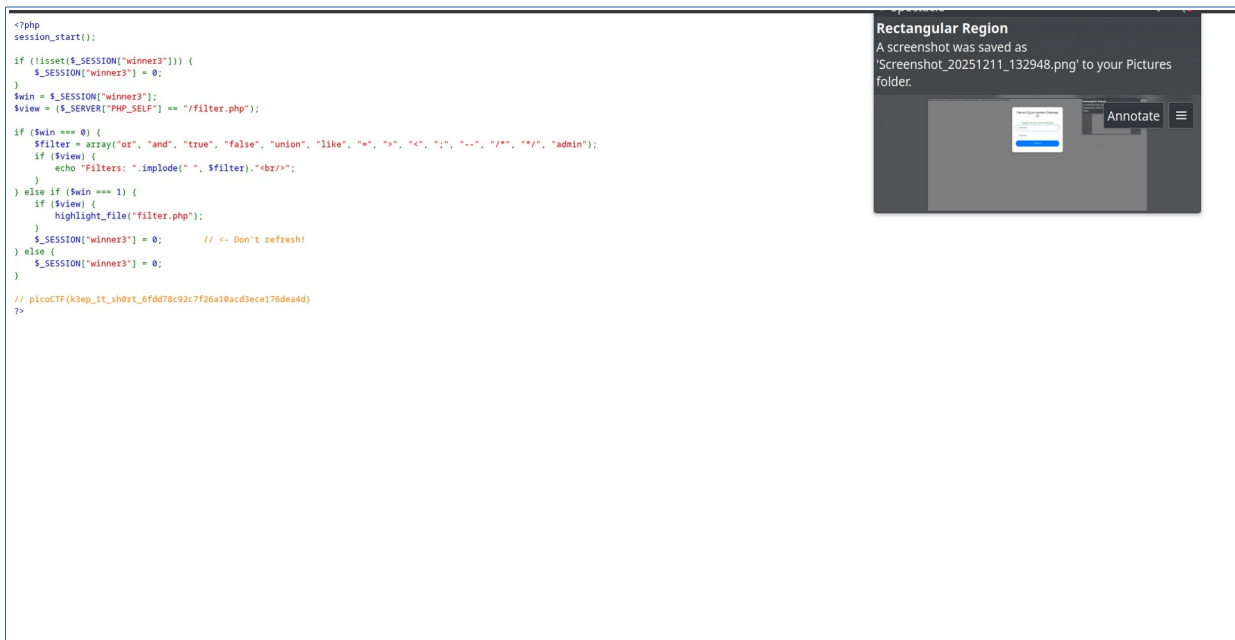 <?php
session_start();
if (!isset($_SESSION["winner3"])) {
    $_SESSION["winner3"] = 0;
}
$win = $_SESSION["winner3"];
$view = ($_SERVER["PHP_SELF"] == "/filter.php");
if ($win === 0) {
    $filter = array("or", "and", "true", "false", "union", "like", "=", ">", "<", ";", "--", "/*", "*/", "admin");
    if ($view) {
        echo "Filters: ".implode(" ", $filter)."<br/>";
    }
} else if ($win === 1) {
    if ($view) {
        highlight_file("filter.php");
    }
    $_SESSION["winner3"] = 0;        // <- Don't refresh!
} else {
    $_SESSION["winner3"] = 0;
}
// picoCTF{k3ep_1t_sh0rt_6fdd78c92c7f26a10acd3ece176dea4d}
?>
Rectangular Region
A screenshot was saved as
'Screenshot_20251211_132948.png' to your Pictures
folder.
Annotate